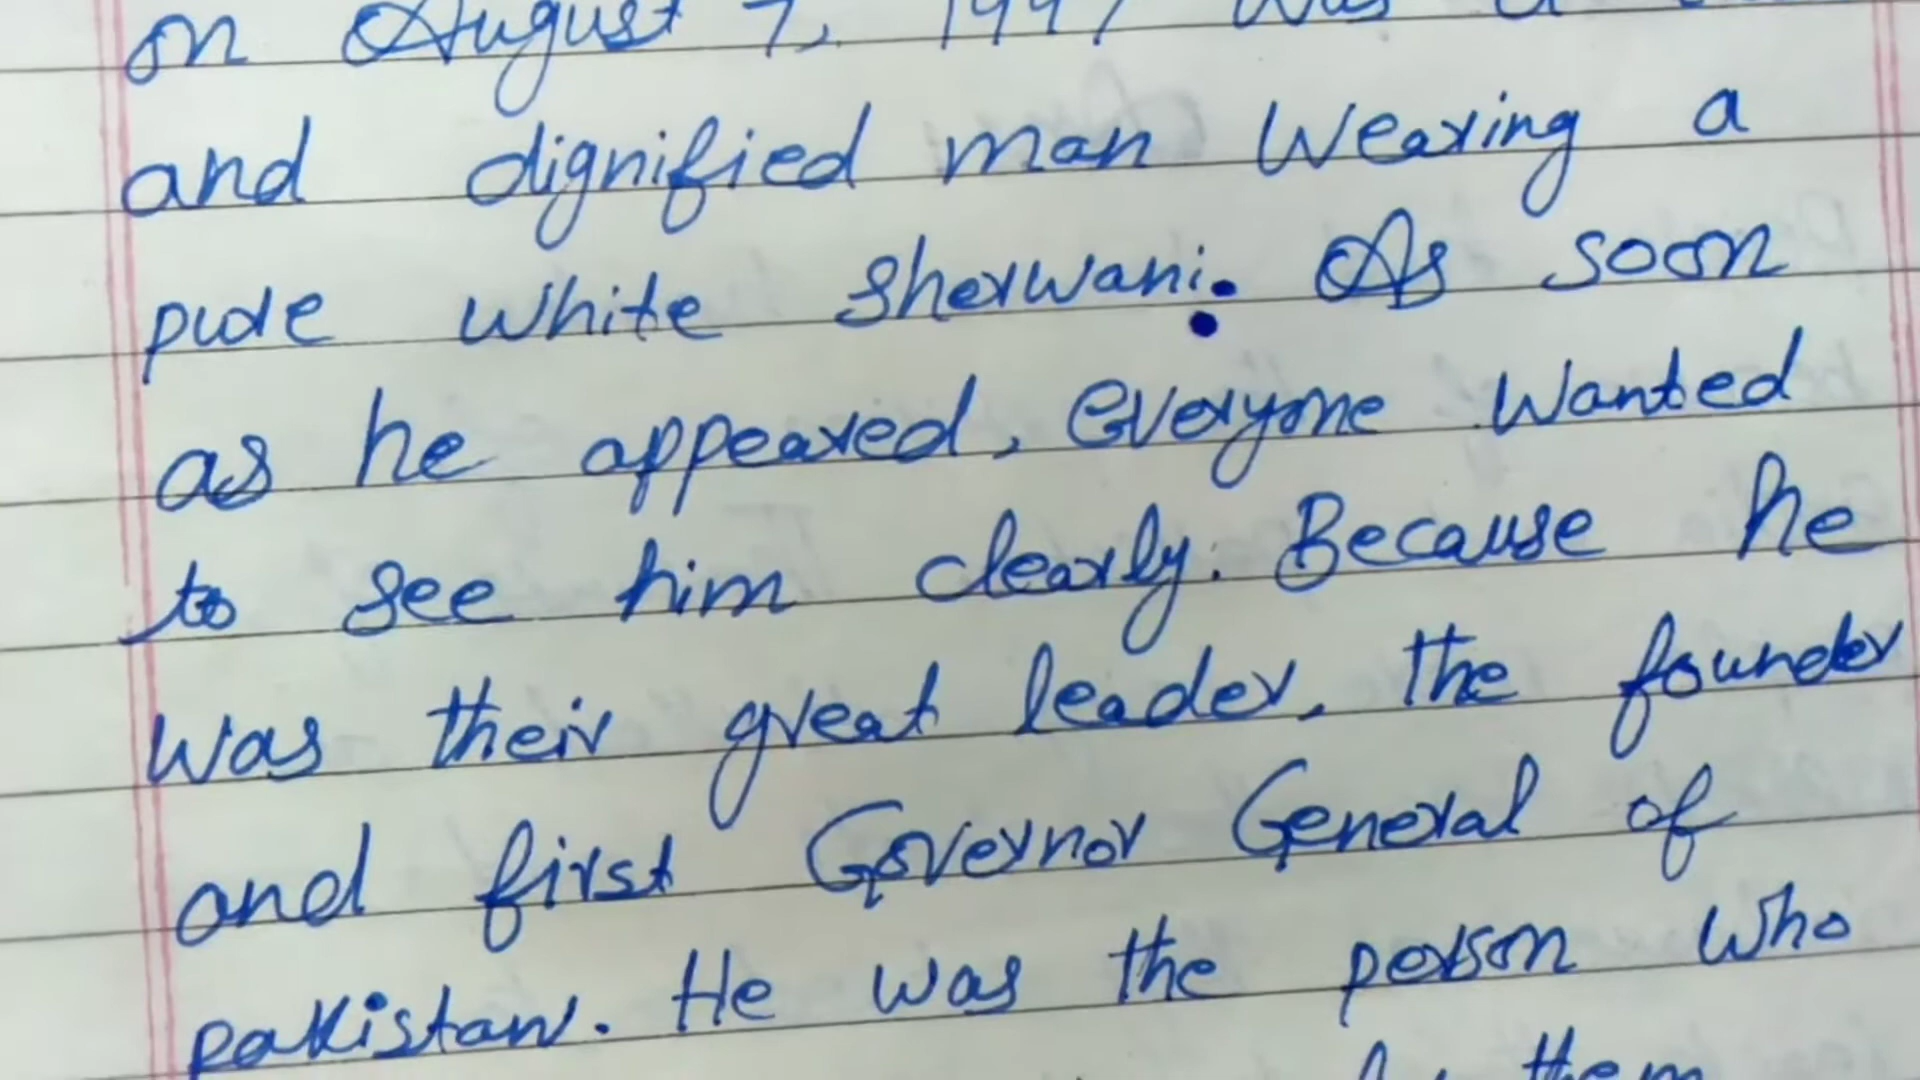 on August 7, 1947 was a
and dignified man wearing a
pure white sherwani. As soon
as he appeared, everyone wanted
to see him clearly. Because he
was their great leader, the founder
and first Governor General of
pakistan. He was the person who
them